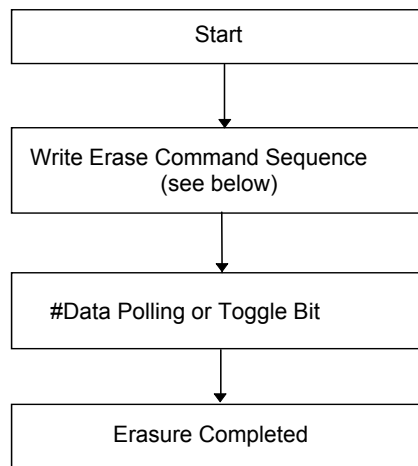 Start
Write Erase Command Sequence
(see below)
#Data Polling or Toggle Bit
Erasure Completed